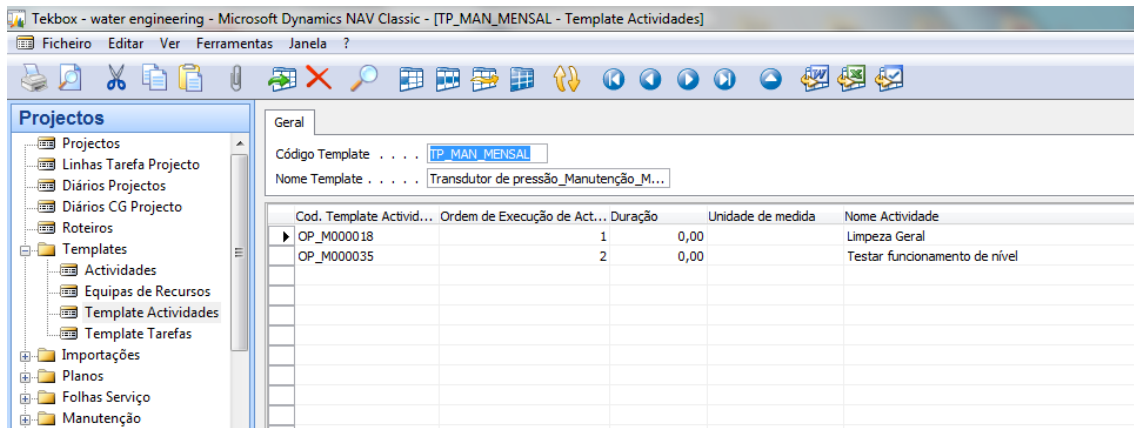 Tekbox - water engineering - Microsoft Dynamics NAV Classic - [TP_MAN_MENSAL - Template Actividades]
Ficheiro Editar Ver Ferramentas Janela ?
Projectos
Projectos
Linhas Tarefa Projecto
Diários Projectos
Diários CG Projecto
Roteiros
Templates
Actividades
Equipas de Recursos
Template Actividades
Template Tarefas
Importações
Planos
Folhas Serviço
Manutenção
Geral
Código Template . . . . TP_MAN_MENSAL
Nome Template . . . . . Transdutor de pressão_Manutenção_M...
Cod. Template Activid... Ordem de Execução de Act... Duração Unidade de medida Nome Actividade
OP_M000018 1 0,00 Limpeza Geral
OP_M000035 2 0,00 Testar funcionamento de nível